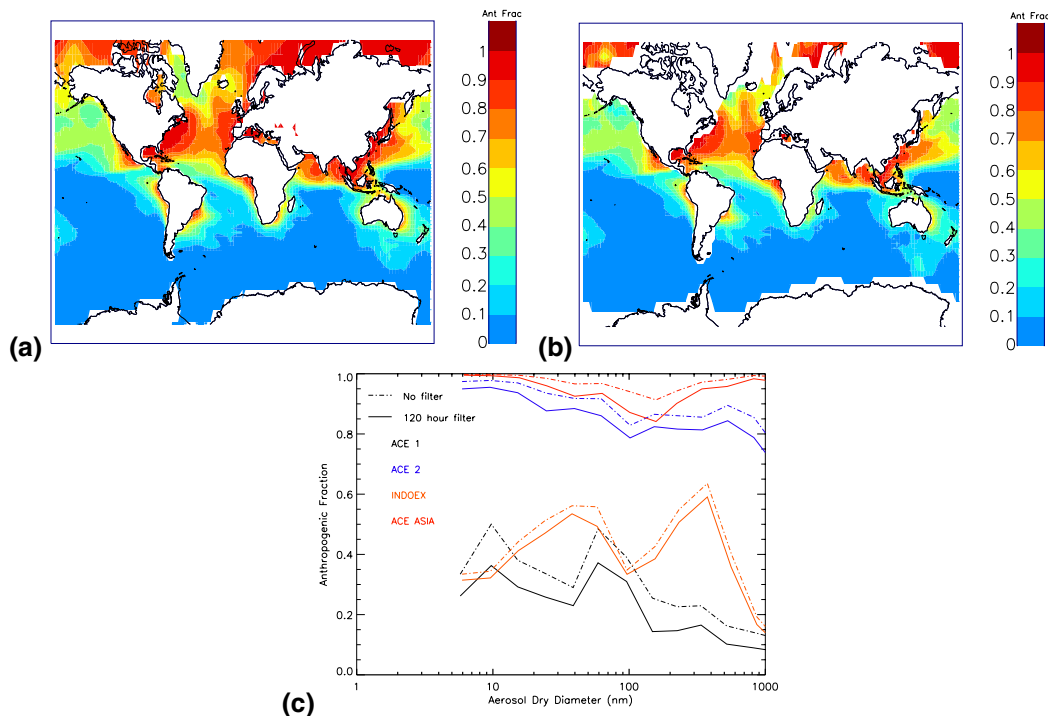 Ant Frac
1
0.9
0.8
0.7
0.6
0.5
0.4
0.3
0.2
0.1
0
(a)
Ant Frac
1
0.9
0.8
0.7
0.6
0.5
0.4
0.3
0.2
0.1
0
(b)
1.0
0.8
0.6
0.4
0.2
0.0
Anthropogenic Fraction
No filter
120 hour filter
ACE 1
ACE 2
INDOEX
ACE ASIA
1
10
100
1000
Aerosol Dry Diameter (nm)
(c)